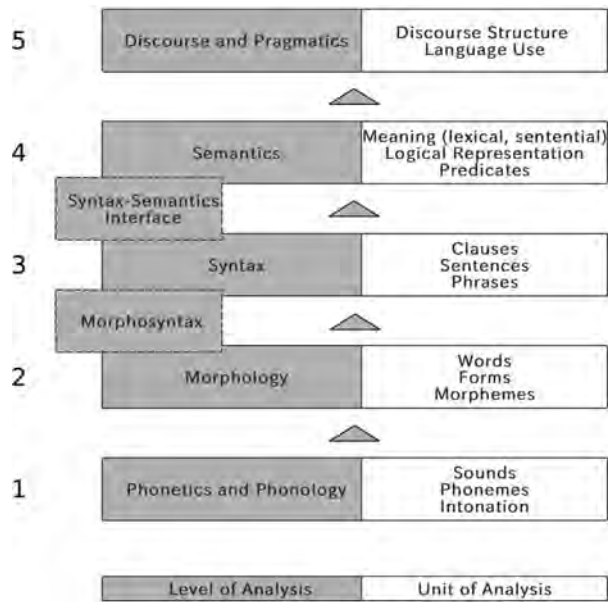 5
Discourse and Pragmatics
Discourse Structure
Language Use
4
Semantics
Meaning (lexical, sentential)
Logical Representation
Predicates
Syntax-Semantics
Interface
3
Syntax
Clauses
Sentences
Phrases
Morphosyntax
2
Morphology
Words
Forms
Morphemes
1
Phonetics and Phonology
Sounds
Phonemes
Intonation
Level of Analysis
Unit of Analysis